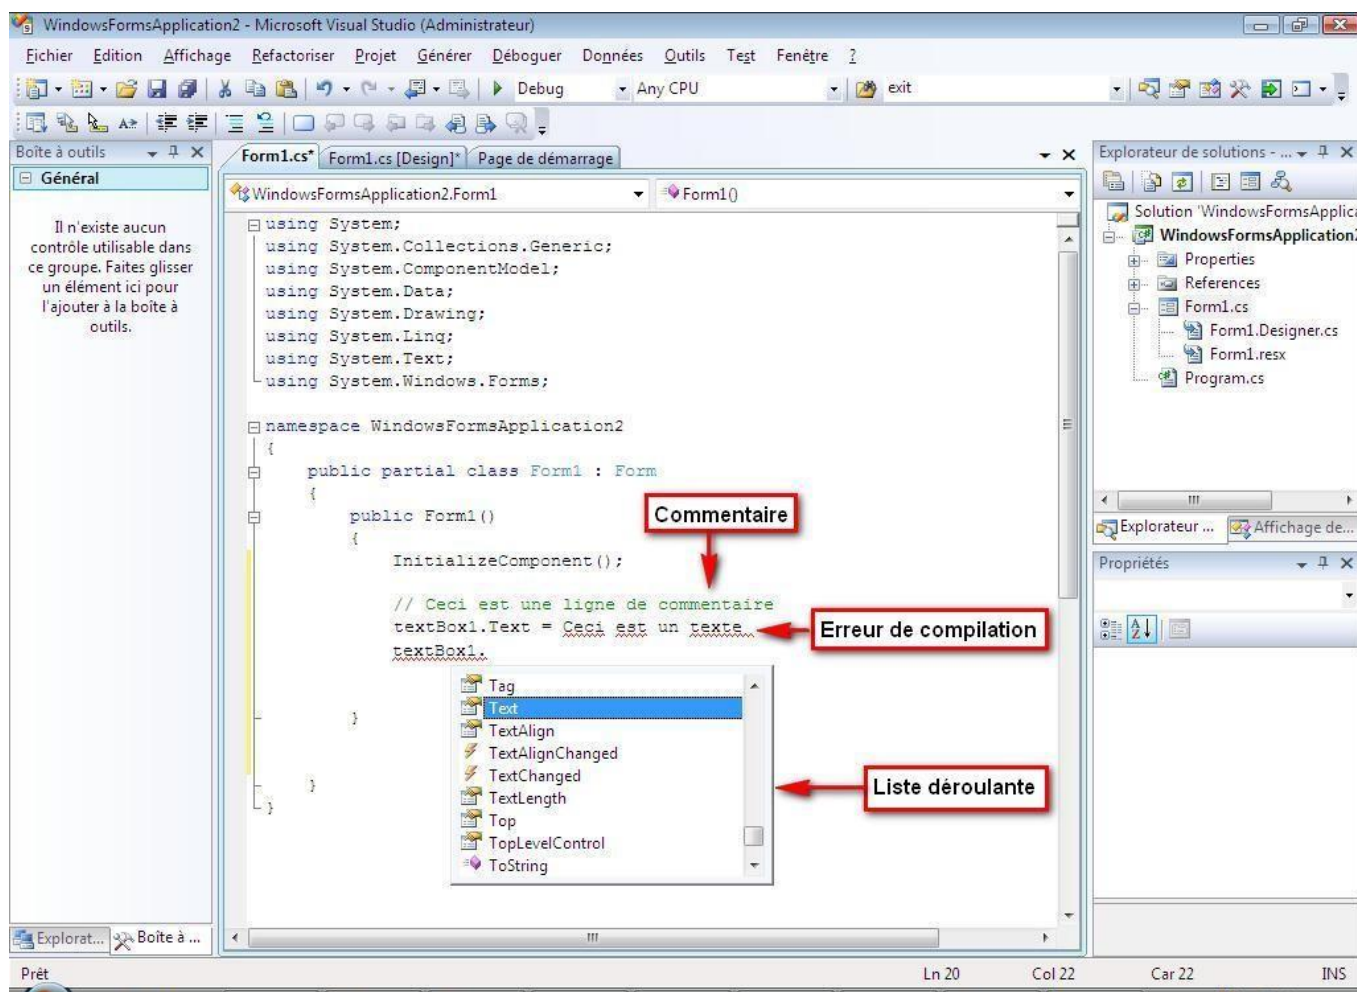 WindowsFormsApplication2 - Microsoft Visual Studio (Administrateur)
Fichier Edition Affichage Refactoriser Projet Générer Déboguer Données Outils Test Fenêtre ?
Debug Any CPU exit
Boîte à outils
Général
Il n'existe aucun
contrôle utilisable dans
ce groupe. Faites glisser
un élément ici pour
l'ajouter à la boîte à
outils.
Explorat... Boîte à ...
Form1.cs* Form1.cs [Design]* Page de démarrage
WindowsFormsApplication2.Form1 Form1()
using System;
using System.Collections.Generic;
using System.ComponentModel;
using System.Data;
using System.Drawing;
using System.Linq;
using System.Text;
using System.Windows.Forms;
namespace WindowsFormsApplication2
{
public partial class Form1 : Form
{
public Form1()
{
InitializeComponent();
// Ceci est une ligne de commentaire
textBox1.Text = Ceci est un texte
textBox1.
Tag
Text
TextAlign
TextAlignChanged
TextChanged
TextLength
Top
TopLevelControl
ToString
}
}
}
Commentaire
Erreur de compilation
Liste déroulante
Explorateur de solutions - ...
Solution 'WindowsFormsApplica
WindowsFormsApplication2
Properties
References
Form1.cs
Form1.Designer.cs
Form1.resx
Program.cs
Explorateur ... Affichage de...
Propriétés
Prêt Ln 20 Col 22 Car 22 INS